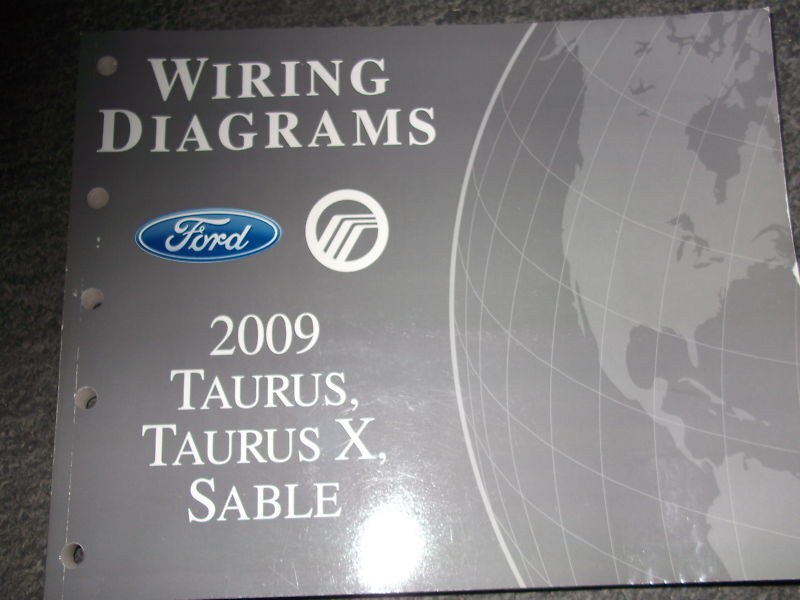 WIRING
DIAGRAMS
Ford
2009
TAURUS,
TAURUS X,
SABLE